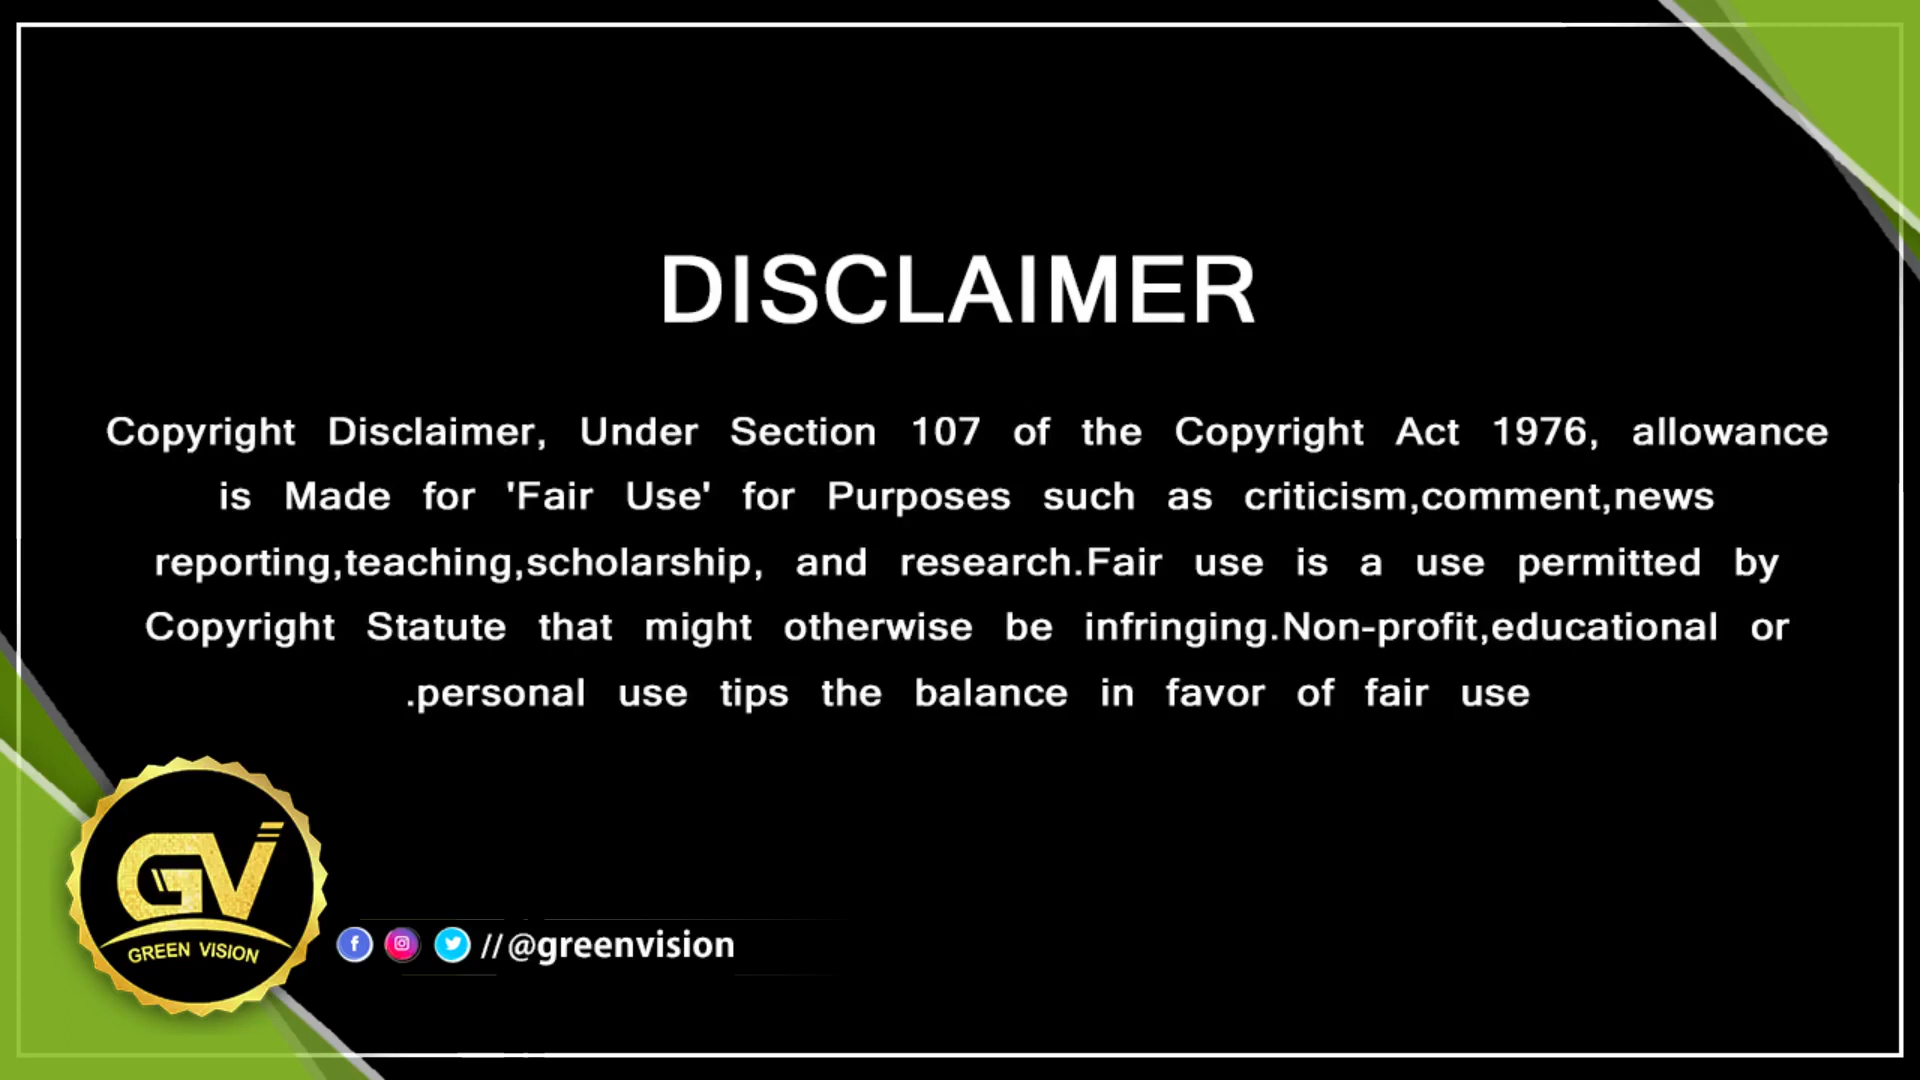 DISCLAIMER
Copyright Disclaimer, Under Section 107 of the Copyright Act 1976, allowance
is Made for 'Fair Use' for Purposes such as criticism,comment,news
reporting,teaching,scholarship, and research.Fair use is a use permitted by
Copyright Statute that might otherwise be infringing.Non-profit,educational or
.personal use tips the balance in favor of fair use
GV
GREEN VISION
//@greenvision